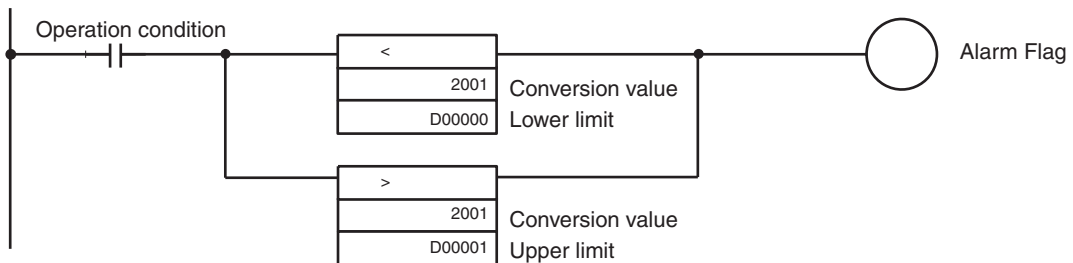 Operation condition
<
2001 Conversion value
D00000 Lower limit
Alarm Flag
>
2001 Conversion value
D00001 Upper limit